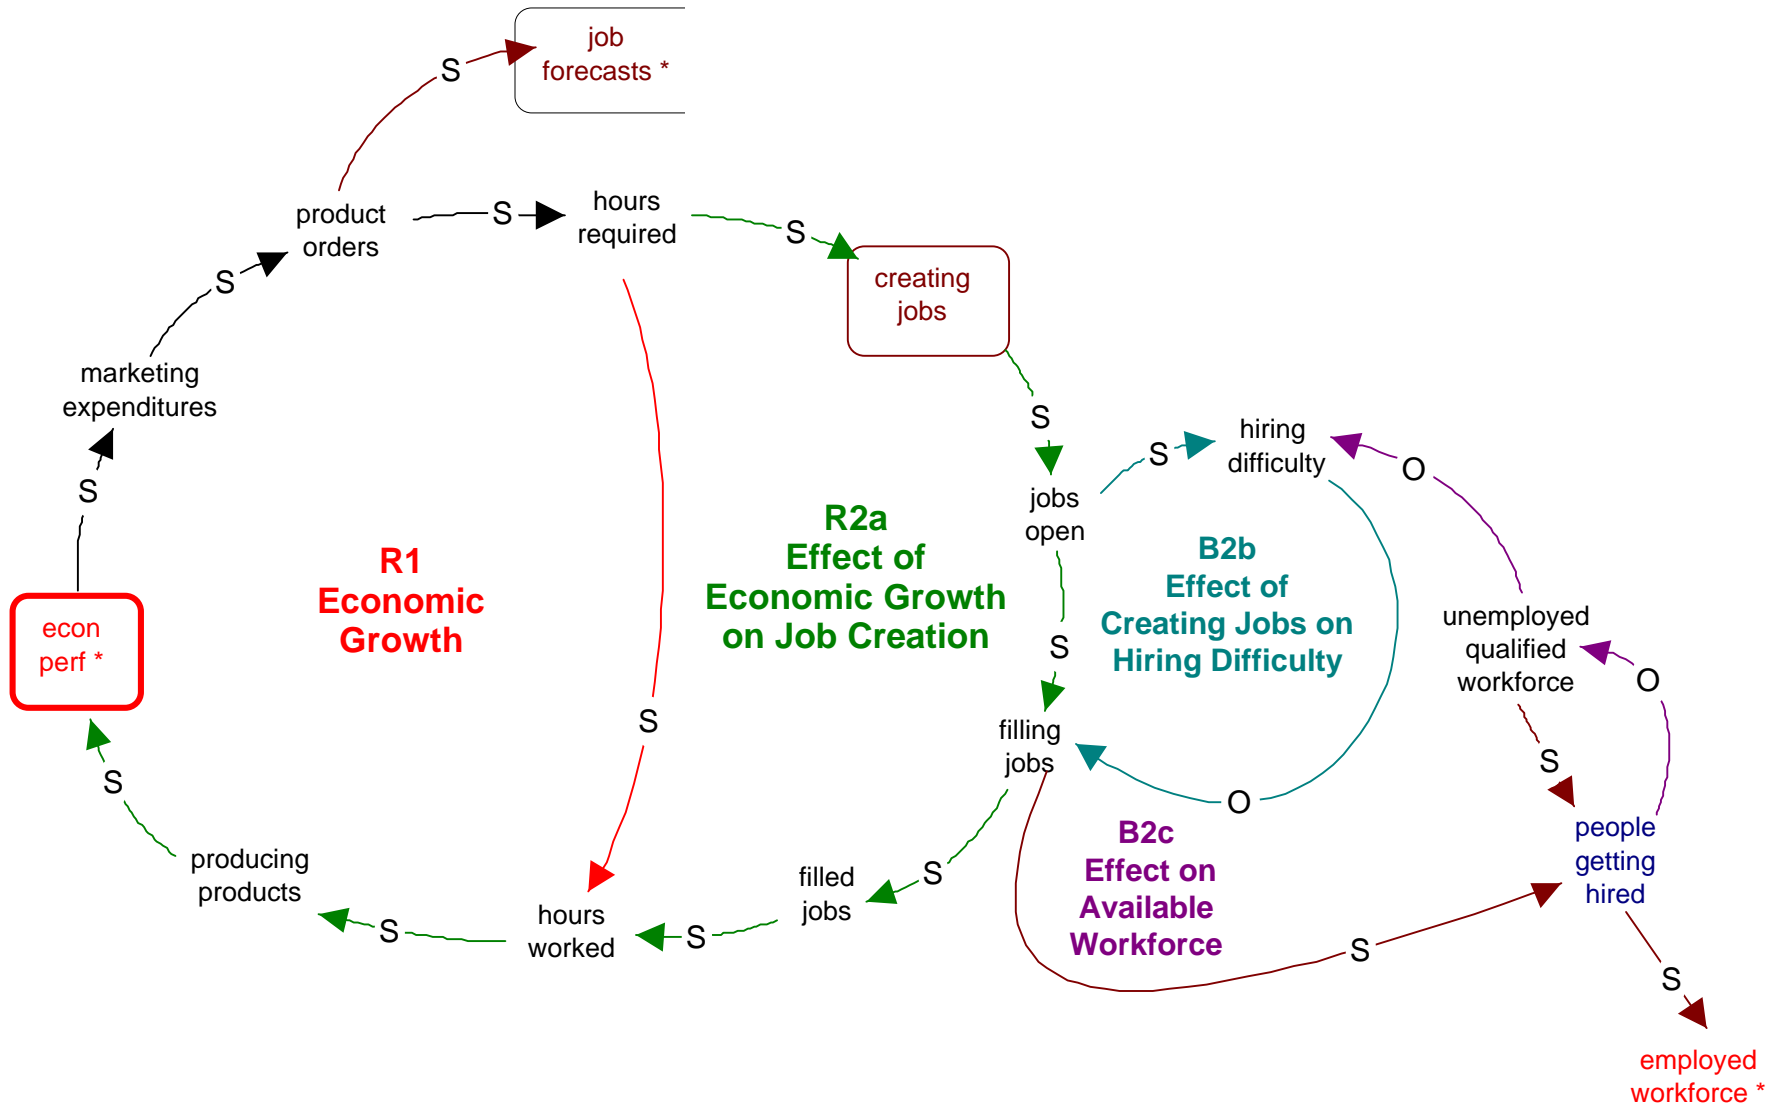 job
forecasts *
S
product
orders
S
hours
required
S
creating
jobs
S
marketing
expenditures
S
S
jobs
open
S
hiring
difficulty
O
R1
Economic
Growth
R2a
Effect of
Economic Growth
on Job Creation
B2b
Effect of
Creating Jobs on
Hiring Difficulty
econ
perf *
unemployed
qualified
workforce
O
S
S
filling
jobs
S
S
O
people
getting
hired
B2c
Effect on
Available
Workforce
producing
products
filled
jobs
S
hours
worked
S
S
S
S
employed
workforce *